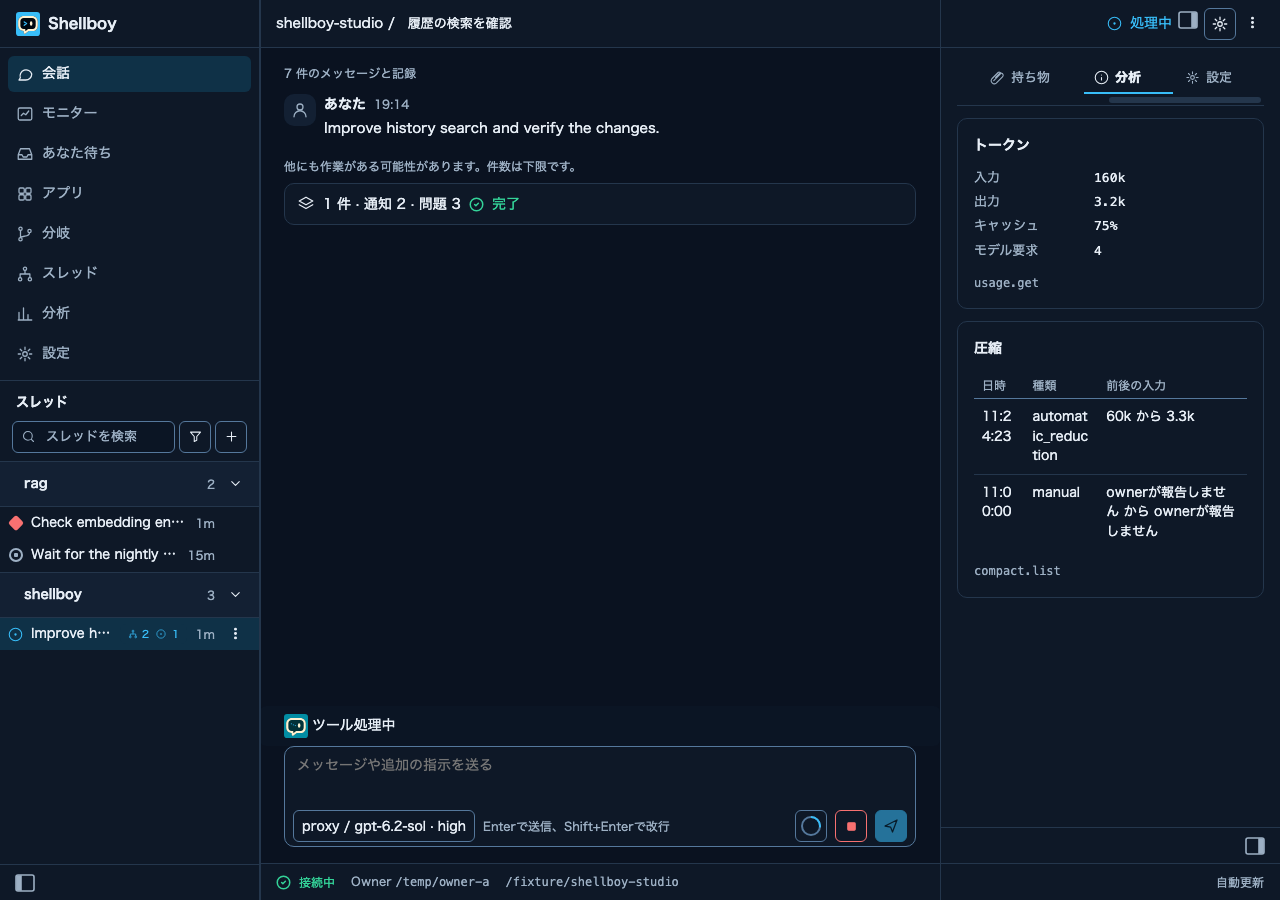 Shellboy
会話
モニター
あなた待ち
アプリ
分岐
スレッド
分析
設定
スレッド
スレッドを検索
rag 2
Check embedding en… 1m
Wait for the nightly … 15m
shellboy 3
Improve h… 2 1 1m
shellboy-studio / 履歴の検索を確認
7 件のメッセージと記録
あなた 19:14
Improve history search and verify the changes.
他にも作業がある可能性があります。件数は下限です。
1 件 · 通知 2 · 問題 3 完了
ツール処理中
メッセージや追加の指示を送る
proxy / gpt-6.2-sol · high Enterで送信、Shift+Enterで改行
接続中 Owner /temp/owner-a /fixture/shellboy-studio
処理中
持ち物 分析 設定
トークン
入力 160k
出力 3.2k
キャッシュ 75%
モデル要求 4
usage.get
圧縮
日時 種類 前後の入力
11:2 automat 60k から 3.3k
4:23 ic_reduc
tion
11:0 manual ownerが報告しませ
0:00 ん から ownerが報告
しません
compact.list
自動更新